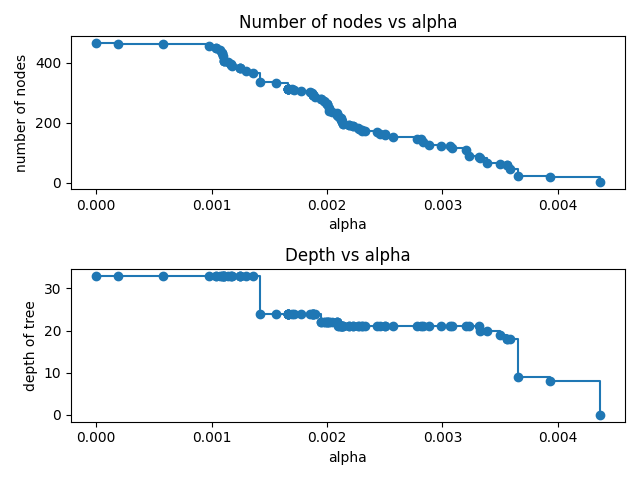 Number of nodes vs alpha
number of nodes
400
200
0
0.000 0.001 0.002 0.003 0.004
alpha
Depth vs alpha
depth of tree
30
20
10
0
0.000 0.001 0.002 0.003 0.004
alpha